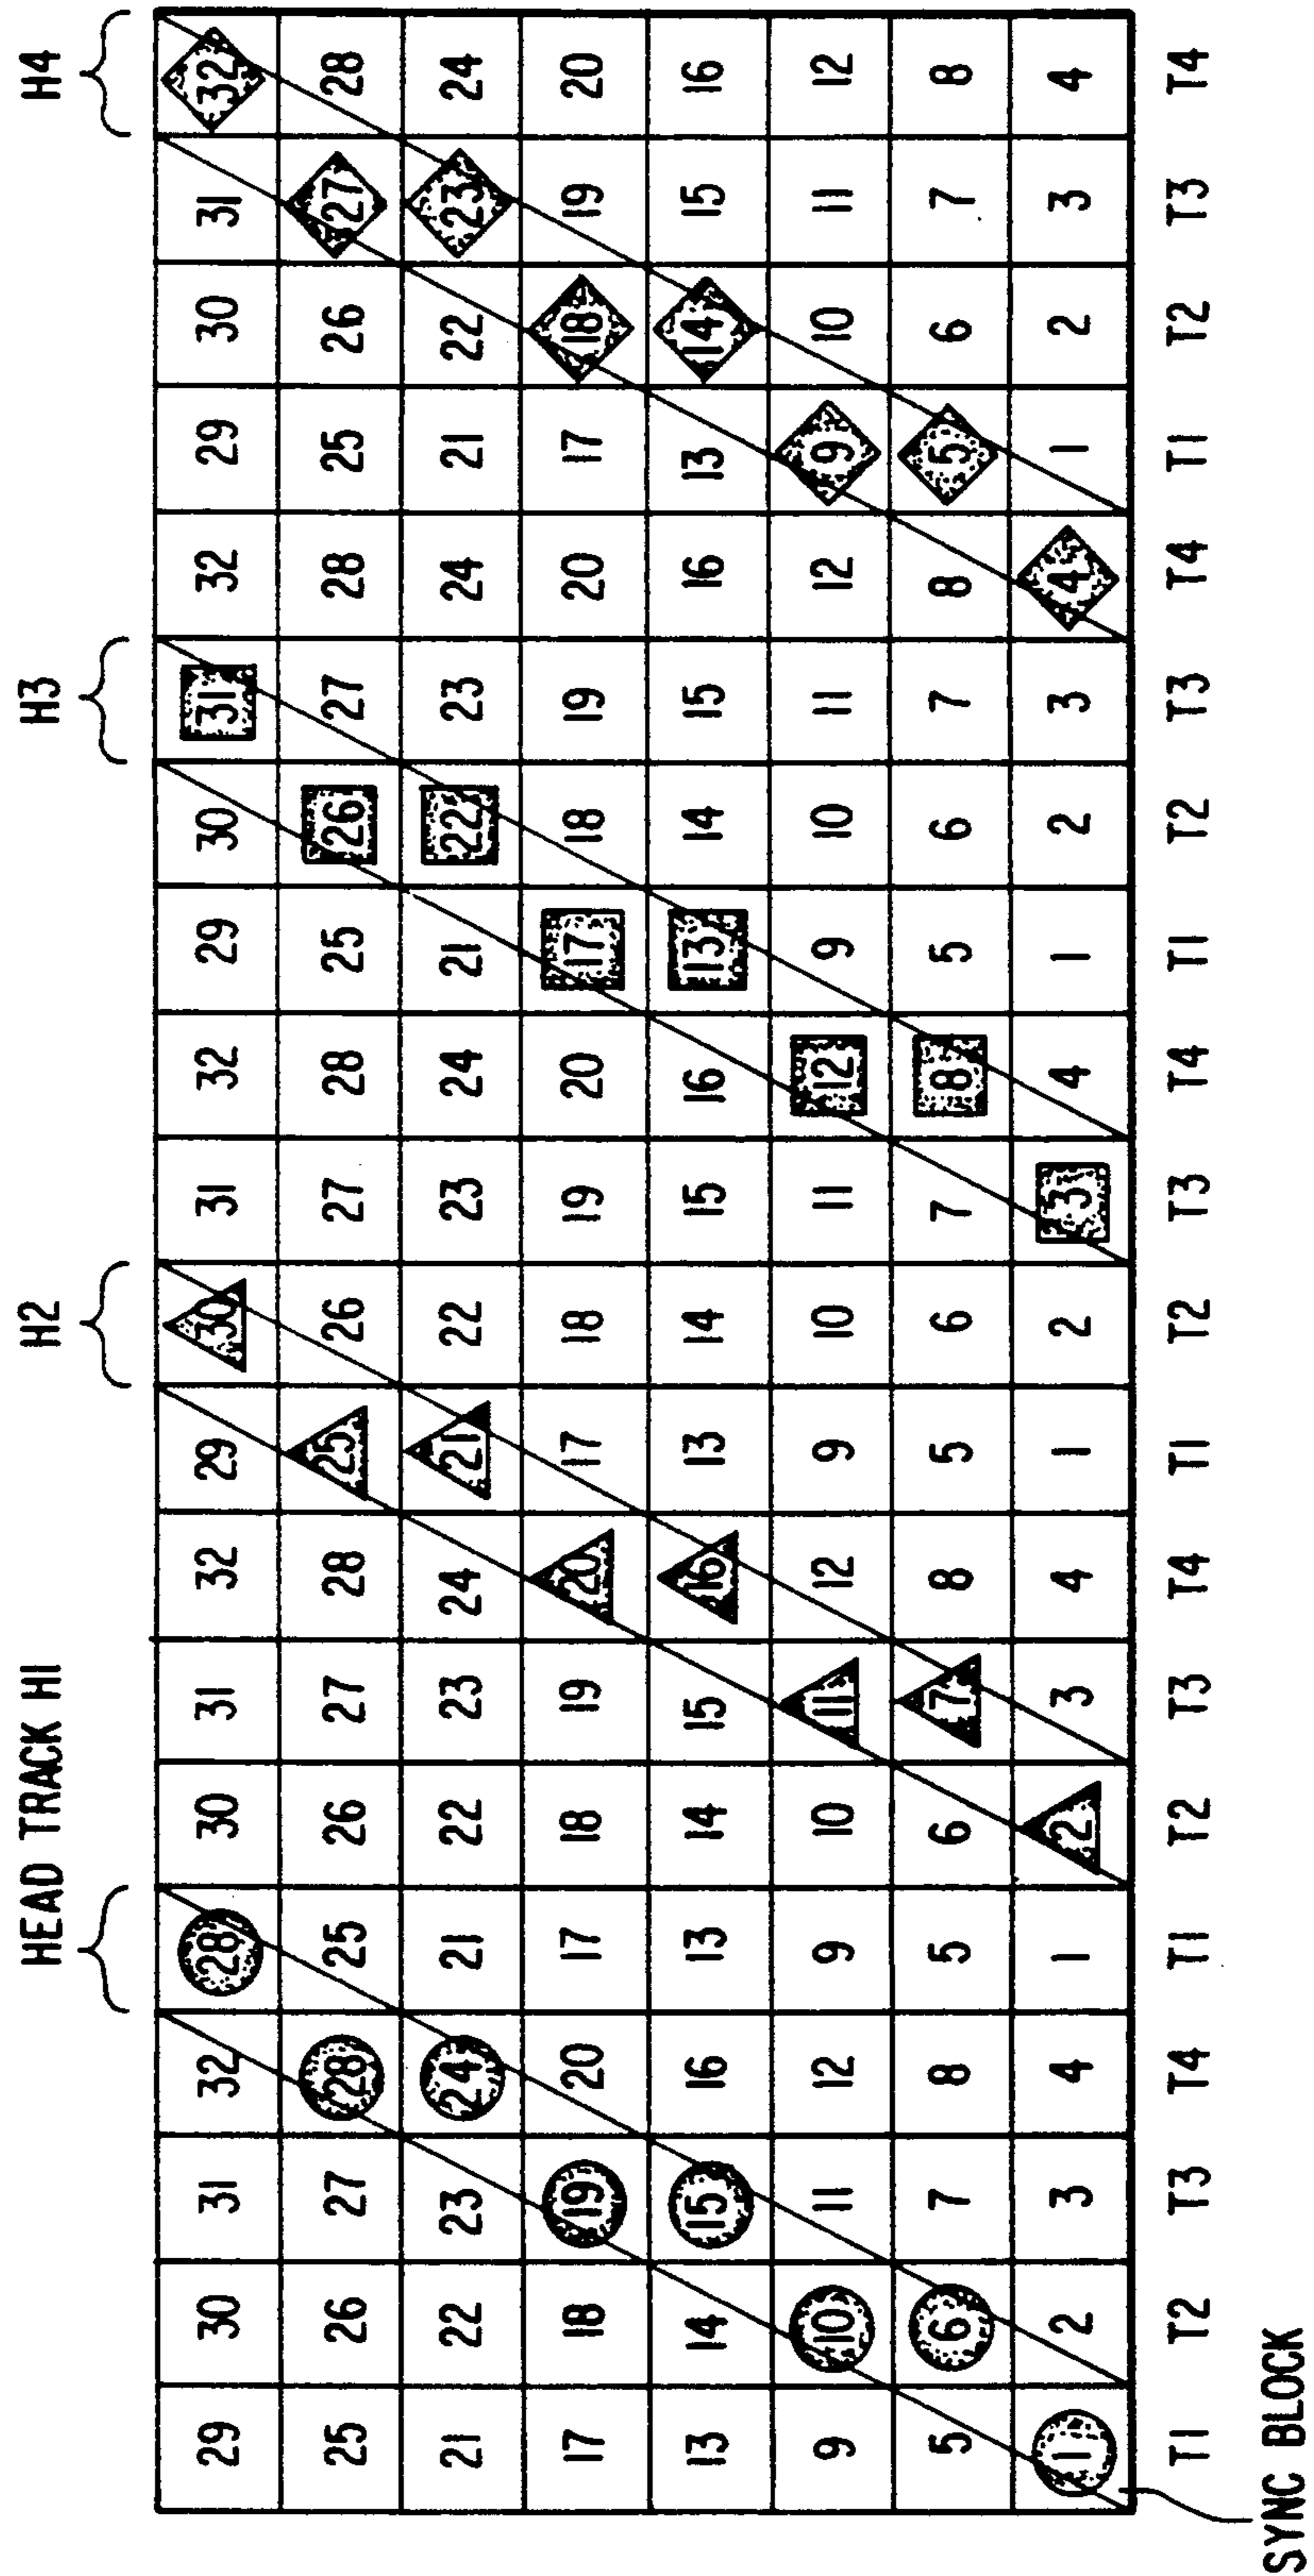 HEAD TRACK H1 H2 H3 H4
29 30 31 32 28 30 31 32 29 30 31 32 29 30 31 32 29 30 31 32
25 26 27 28 25 26 27 28 25 26 27 28 25 26 27 28 25 26 27 28
21 22 23 24 21 22 23 24 21 22 23 24 21 22 23 24 21 22 23 24
17 18 19 20 17 18 19 20 17 18 19 20 17 18 19 20 17 18 19 20
13 14 15 16 13 14 15 16 13 14 15 16 13 14 15 16 13 14 15 16
9 10 11 12 9 10 11 12 9 10 11 12 9 10 11 12 9 10 11 12
5 6 7 8 5 6 7 8 5 6 7 8 5 6 7 8 5 6 7 8
1 2 3 4 1 2 3 4 1 2 3 4 1 2 3 4 1 2 3 4
T1 T2 T3 T4 T1 T2 T3 T4 T1 T2 T3 T4 T1 T2 T3 T4 T1 T2 T3 T4
SYNC BLOCK